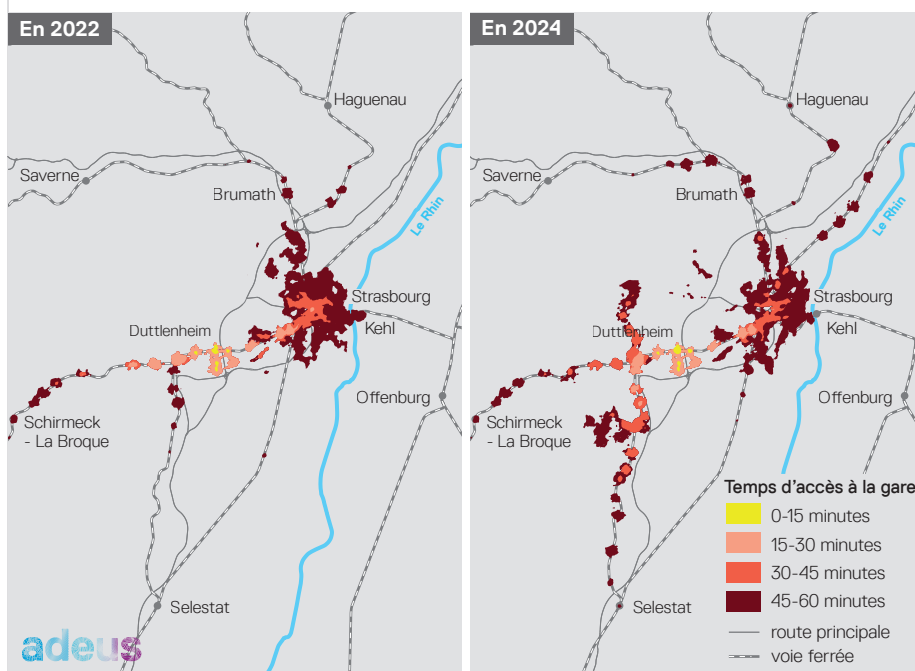 En 2022
Haguenau
Saverne
Brumath
Le Rhin
Strasbourg
Kehl
Duttlenheim
Offenburg
Schirmeck
- La Broque
Selestat
adeus
En 2024
Haguenau
Saverne
Brumath
Le Rhin
Strasbourg
Kehl
Duttlenheim
Offenburg
Schirmeck
- La Broque
Selestat
Temps d'accès à la gare
0-15 minutes
15-30 minutes
30-45 minutes
45-60 minutes
route principale
voie ferrée